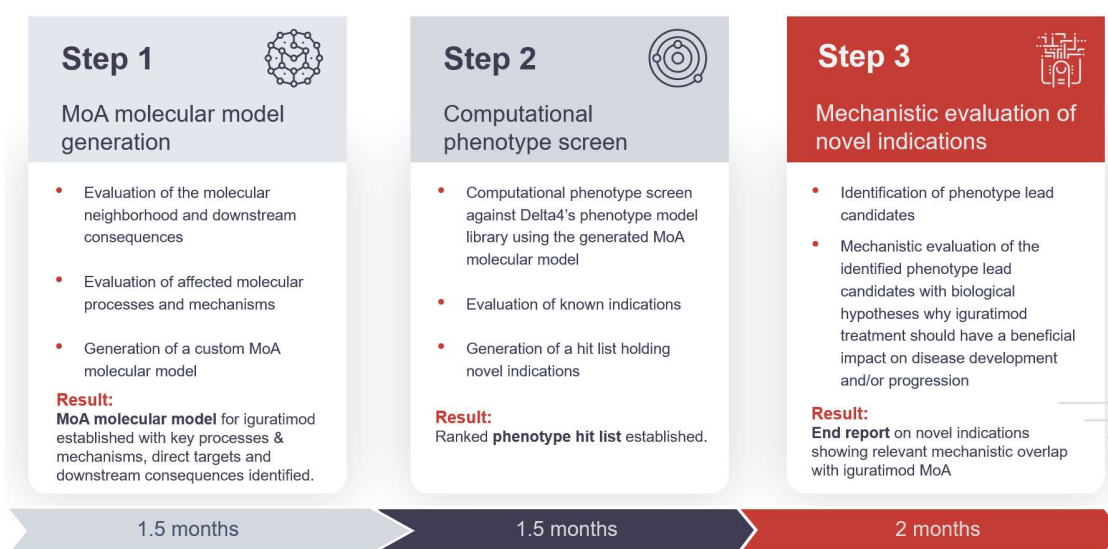 Step 1
MoA molecular model
generation
• Evaluation of the molecular
neighborhood and downstream
consequences
• Evaluation of affected molecular
processes and mechanisms
• Generation of a custom MoA
molecular model
Result:
MoA molecular model for iguratimod
established with key processes &
mechanisms, direct targets and
downstream consequences identified.
1.5 months
Step 2
Computational
phenotype screen
• Computational phenotype screen
against Delta4's phenotype model
library using the generated MoA
molecular model
• Evaluation of known indications
• Generation of a hit list holding
novel indications
Result:
Ranked phenotype hit list established.
1.5 months
Step 3
Mechanistic evaluation of
novel indications
• Identification of phenotype lead
candidates
• Mechanistic evaluation of the
identified phenotype lead
candidates with biological
hypotheses why iguratimod
treatment should have a beneficial
impact on disease development
and/or progression
Result:
End report on novel indications
showing relevant mechanistic overlap
with iguratimod MoA
2 months